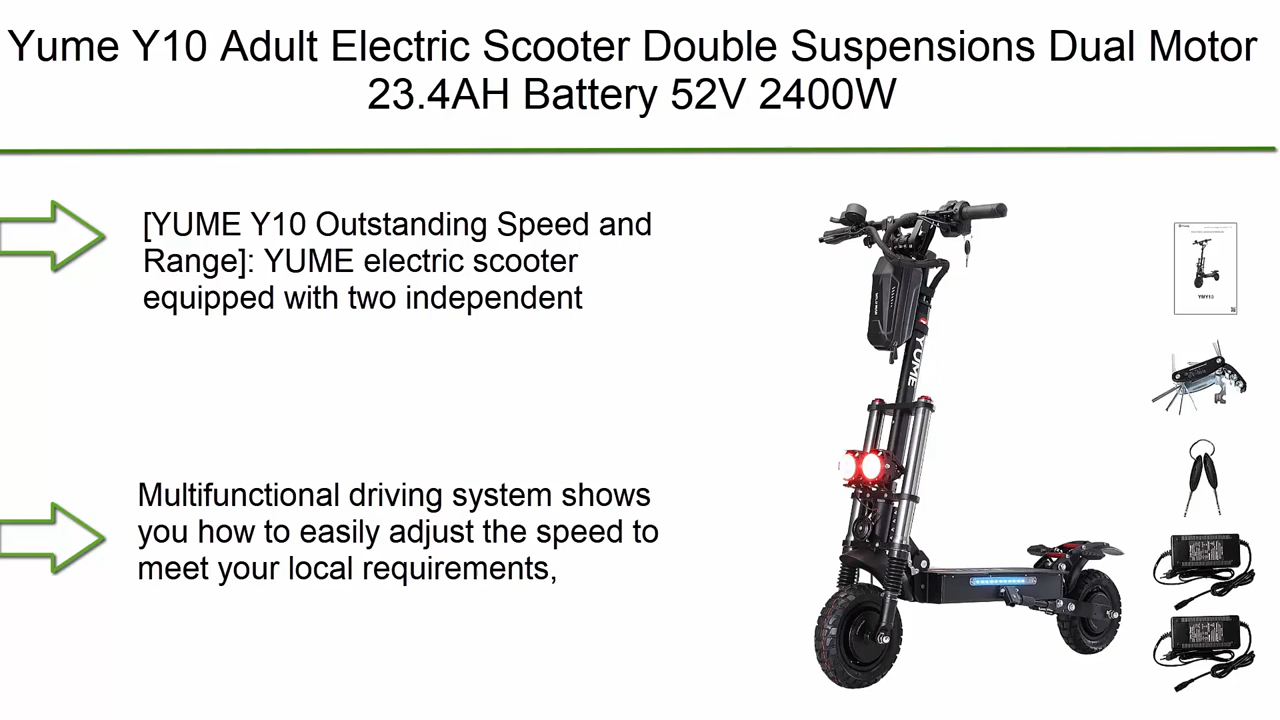 Yume Y10 Adult Electric Scooter Double Suspensions Dual Motor
23.4AH Battery 52V 2400W
[YUME Y10 Outstanding Speed and
Range]: YUME electric scooter
equipped with two independent
Multifunctional driving system shows
you how to easily adjust the speed to
meet your local requirements,
YUME